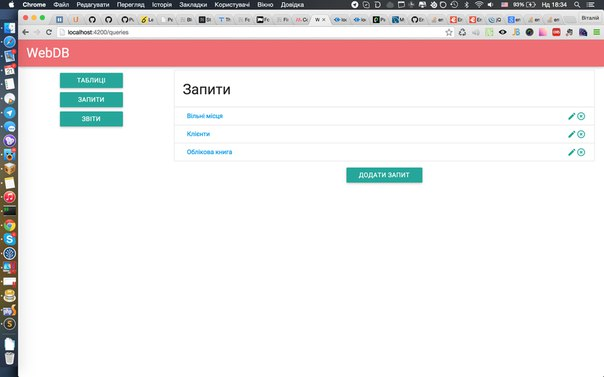 Chrome Файл Редагувати Перегляд Історія Закладки Користувачі Вікно Довідка 93% Нд 18:34
Віталій
localhost:4200/queries
WebDB
ТАБЛИЦІ
ЗАПИТИ
ЗВІТИ
Запити
Вільні місця
Клієнти
Облікова книга
ДОДАТИ ЗАПИТ